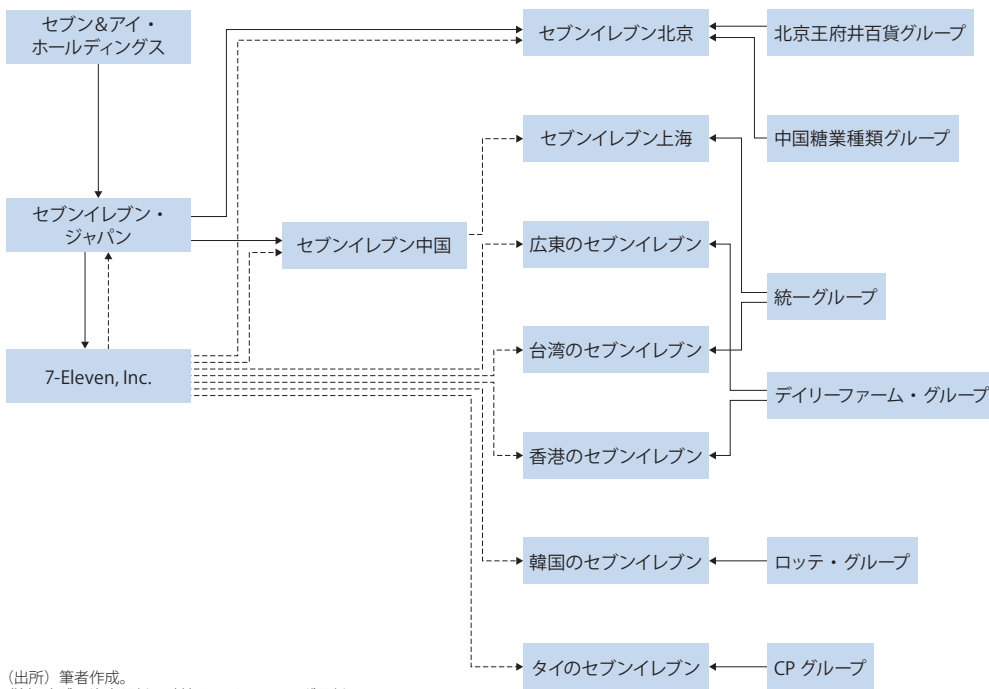 セブン&アイ・
ホールディングス
セブンイレブン北京
北京王府井百貨グループ
セブンイレブン上海
中国糖業種類グループ
セブンイレブン・
ジャパン
セブンイレブン中国
広東のセブンイレブン
統一グループ
台湾のセブンイレブン
7-Eleven, Inc.
デイリーファーム・グループ
香港のセブンイレブン
韓国のセブンイレブン
ロッテ・グループ
タイのセブンイレブン
CP グループ
(出所)筆者作成。